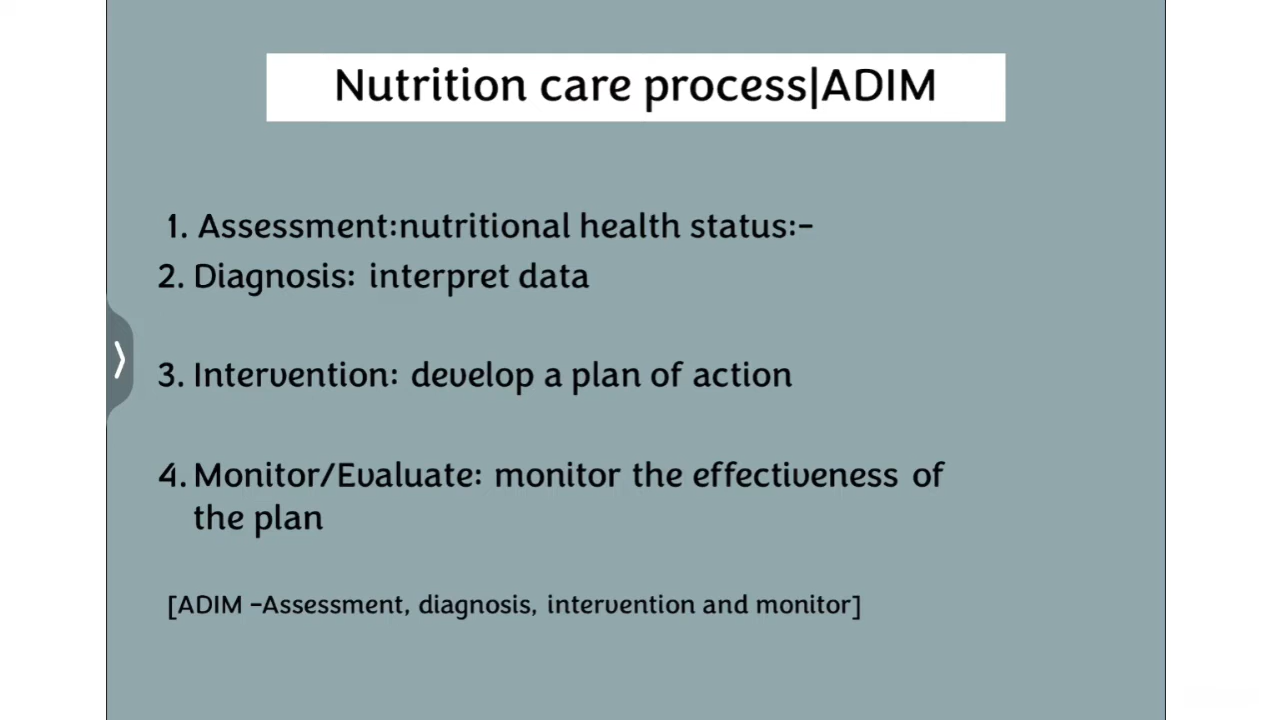 Nutrition care process|ADIM
1. Assessment:nutritional health status:-
2. Diagnosis: interpret data
3. Intervention: develop a plan of action
4. Monitor/Evaluate: monitor the effectiveness of
the plan
[ADIM -Assessment, diagnosis, intervention and monitor]